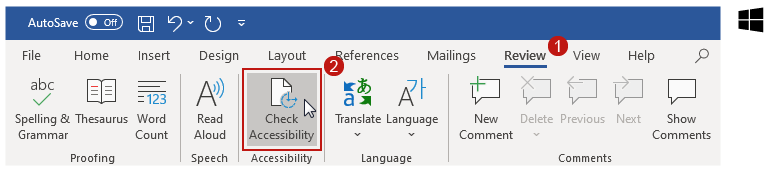 AutoSave Off
1
File Home Insert Design Layout References Mailings Review View Help
2
abc 123 A a あ A 가
Spelling & Grammar Thesaurus Word Count Read Aloud Check Accessibility Translate Language New Comment Delete Previous Next Show Comments
Proofing Speech Accessibility Language Comments